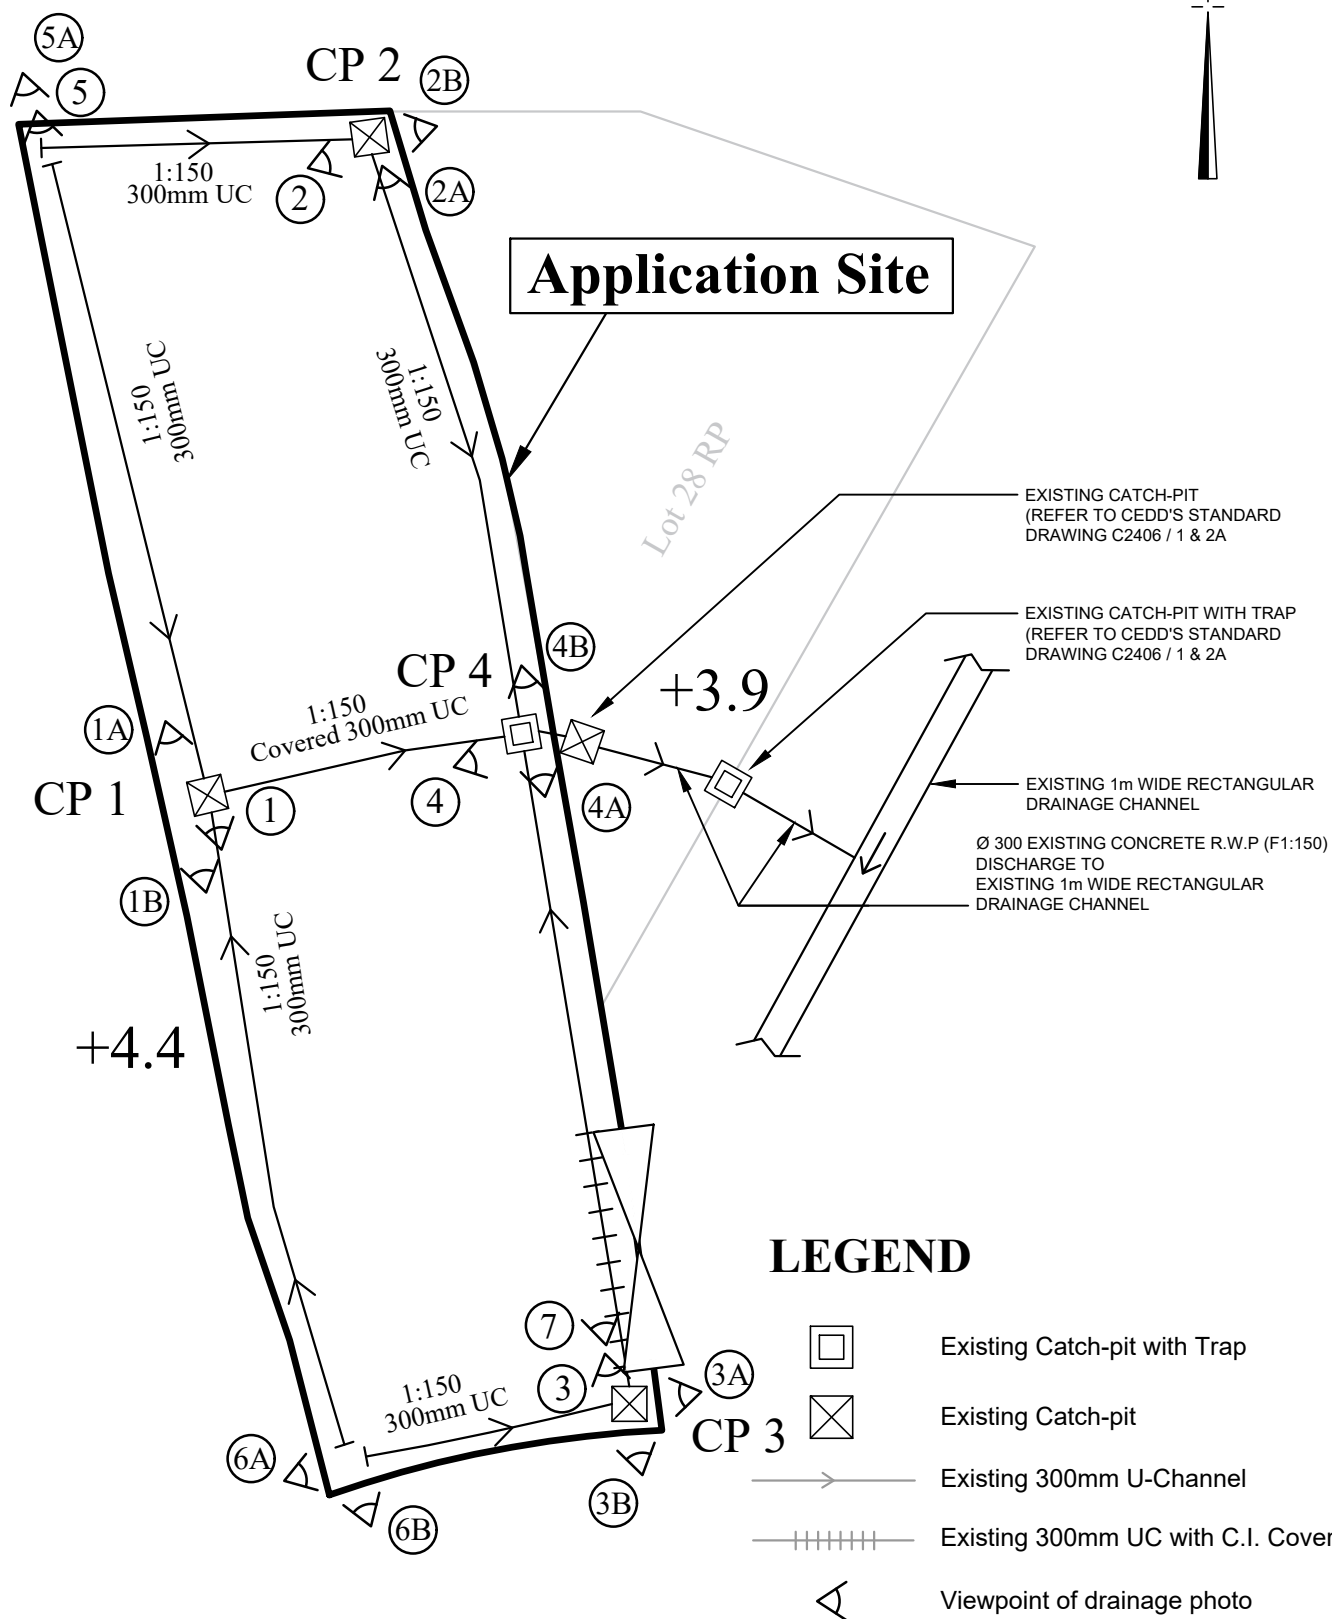 5A
5
CP 2
2B
1:150
300mm UC
2
2A
Application Site
1:150
300mm UC
1:150
300mm UC
Lot 28 RP
EXISTING CATCH-PIT
(REFER TO CEDD'S STANDARD
DRAWING C2406 / 1 & 2A
EXISTING CATCH-PIT WITH TRAP
(REFER TO CEDD'S STANDARD
DRAWING C2406 / 1 & 2A
4B
CP 4
+3.9
1:150
Covered 300mm UC
1A
CP 1
1
4
4A
EXISTING 1m WIDE RECTANGULAR
DRAINAGE CHANNEL
Ø 300 EXISTING CONCRETE R.W.P (F1:150)
DISCHARGE TO
EXISTING 1m WIDE RECTANGULAR
DRAINAGE CHANNEL
1B
1:150
300mm UC
+4.4
7
3
3A
1:150
300mm UC
CP 3
6A
3B
6B
LEGEND
Existing Catch-pit with Trap
Existing Catch-pit
Existing 300mm U-Channel
Existing 300mm UC with C.I. Cover
Viewpoint of drainage photo